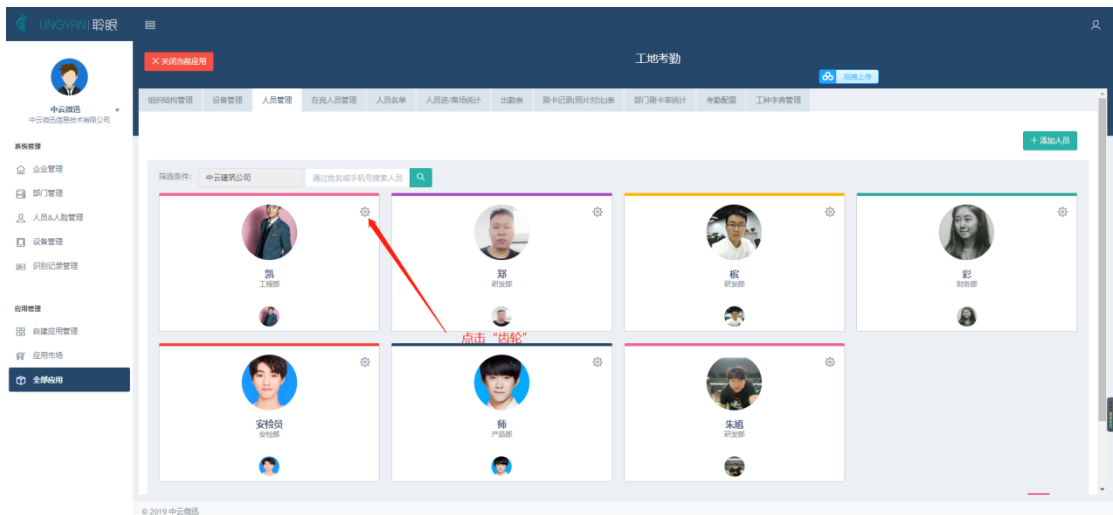 LINGYAN|聆眼
× 关闭当前应用
工地考勤
拖拽上传
中云微迅
中云微迅信息技术有限公司
组织结构管理 设备管理 人员管理 在岗人员管理 人员名单 人员进/离场统计 出勤表 刷卡记录(照片对比)表 部门刷卡率统计 考勤配置 工种字典管理
系统管理
+ 添加人员
企业管理
筛选条件: 中云建筑公司 通过姓名或手机号搜索人员
部门管理
人员&人脸管理
设备管理
识别记录管理
凯
工程部
郑
研发部
槟
研发部
彩
财务部
应用管理
自建应用管理
点击“齿轮”
应用市场
全部应用
安检员
安检部
师
产品部
朱
研发部
© 2019 中云微迅